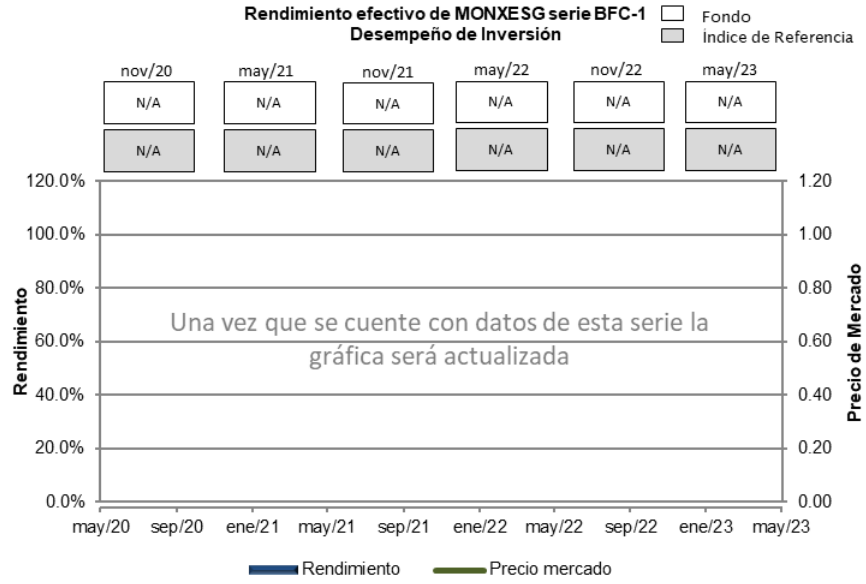 Rendimiento efectivo de MONXESG serie BFC-1
Desempeño de Inversión
Fondo
Índice de Referencia
nov/20 may/21 nov/21 may/22 nov/22 may/23
N/A N/A N/A N/A N/A N/A
N/A N/A N/A N/A N/A N/A
120.0% 1.20
100.0% 1.00
80.0% 0.80
60.0% 0.60
40.0% 0.40
20.0% 0.20
0.0% 0.00
Rendimiento
Una vez que se cuente con datos de esta serie la
gráfica será actualizada
Precio de Mercado
may/20 sep/20 ene/21 may/21 sep/21 ene/22 may/22 sep/22 ene/23 may/23
Rendimiento Precio mercado